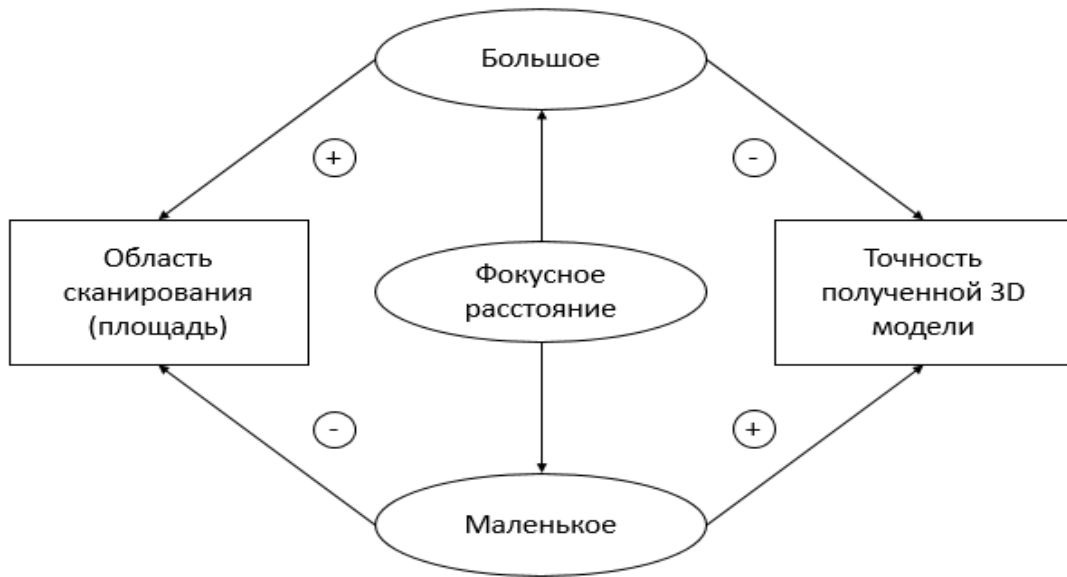 Большое
+
-
Область
сканирования
(площадь)
Фокусное
расстояние
Точность
полученной 3D
модели
-
+
Маленькое